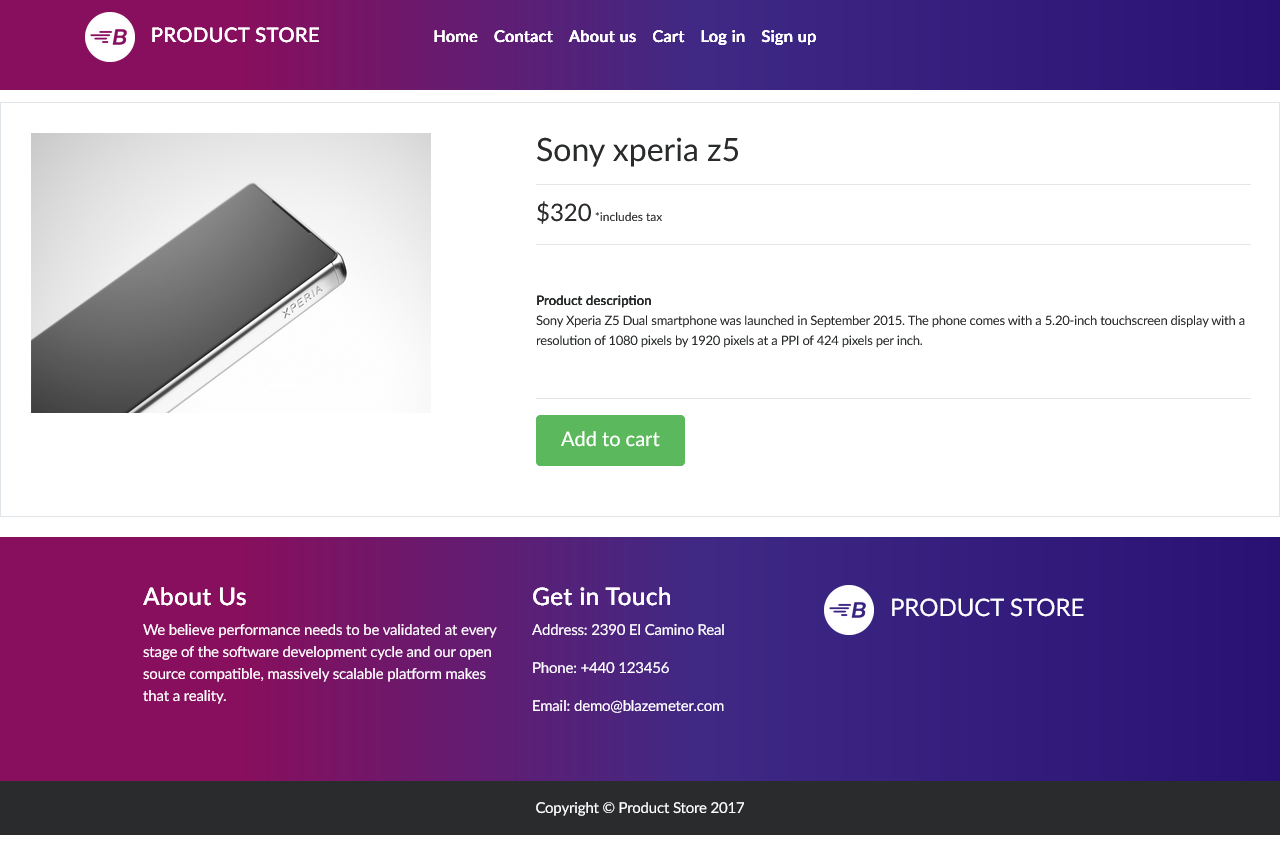 B PRODUCT STORE
Home Contact About us Cart Log in Sign up
XPERIA
Sony xperia z5
$320 *includes tax
Product description
Sony Xperia Z5 Dual smartphone was launched in September 2015. The phone comes with a 5.20-inch touchscreen display with a
resolution of 1080 pixels by 1920 pixels at a PPI of 424 pixels per inch.
Add to cart
About Us
We believe performance needs to be validated at every
stage of the software development cycle and our open
source compatible, massively scalable platform makes
that a reality.
Get in Touch
Address: 2390 El Camino Real
Phone: +440 123456
Email: demo@blazemeter.com
B PRODUCT STORE
Copyright © Product Store 2017